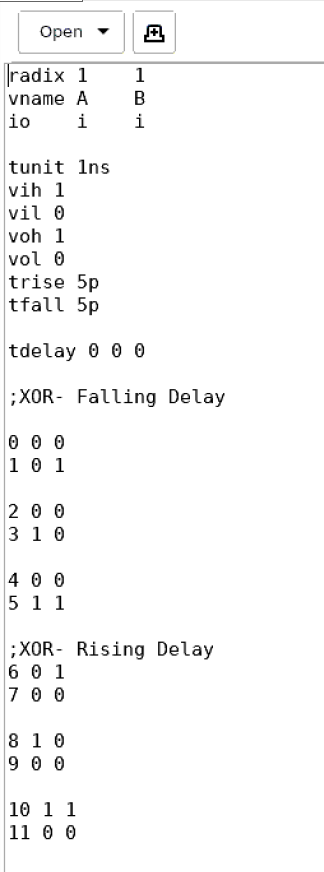 Open
radix 1    1
vname A    B
io    i    i
tunit 1ns
vih 1
vil 0
voh 1
vol 0
trise 5p
tfall 5p
tdelay 0 0 0
;XOR- Falling Delay
0 0 0
1 0 1
2 0 0
3 1 0
4 0 0
5 1 1
;XOR- Rising Delay
6 0 1
7 0 0
8 1 0
9 0 0
10 1 1
11 0 0